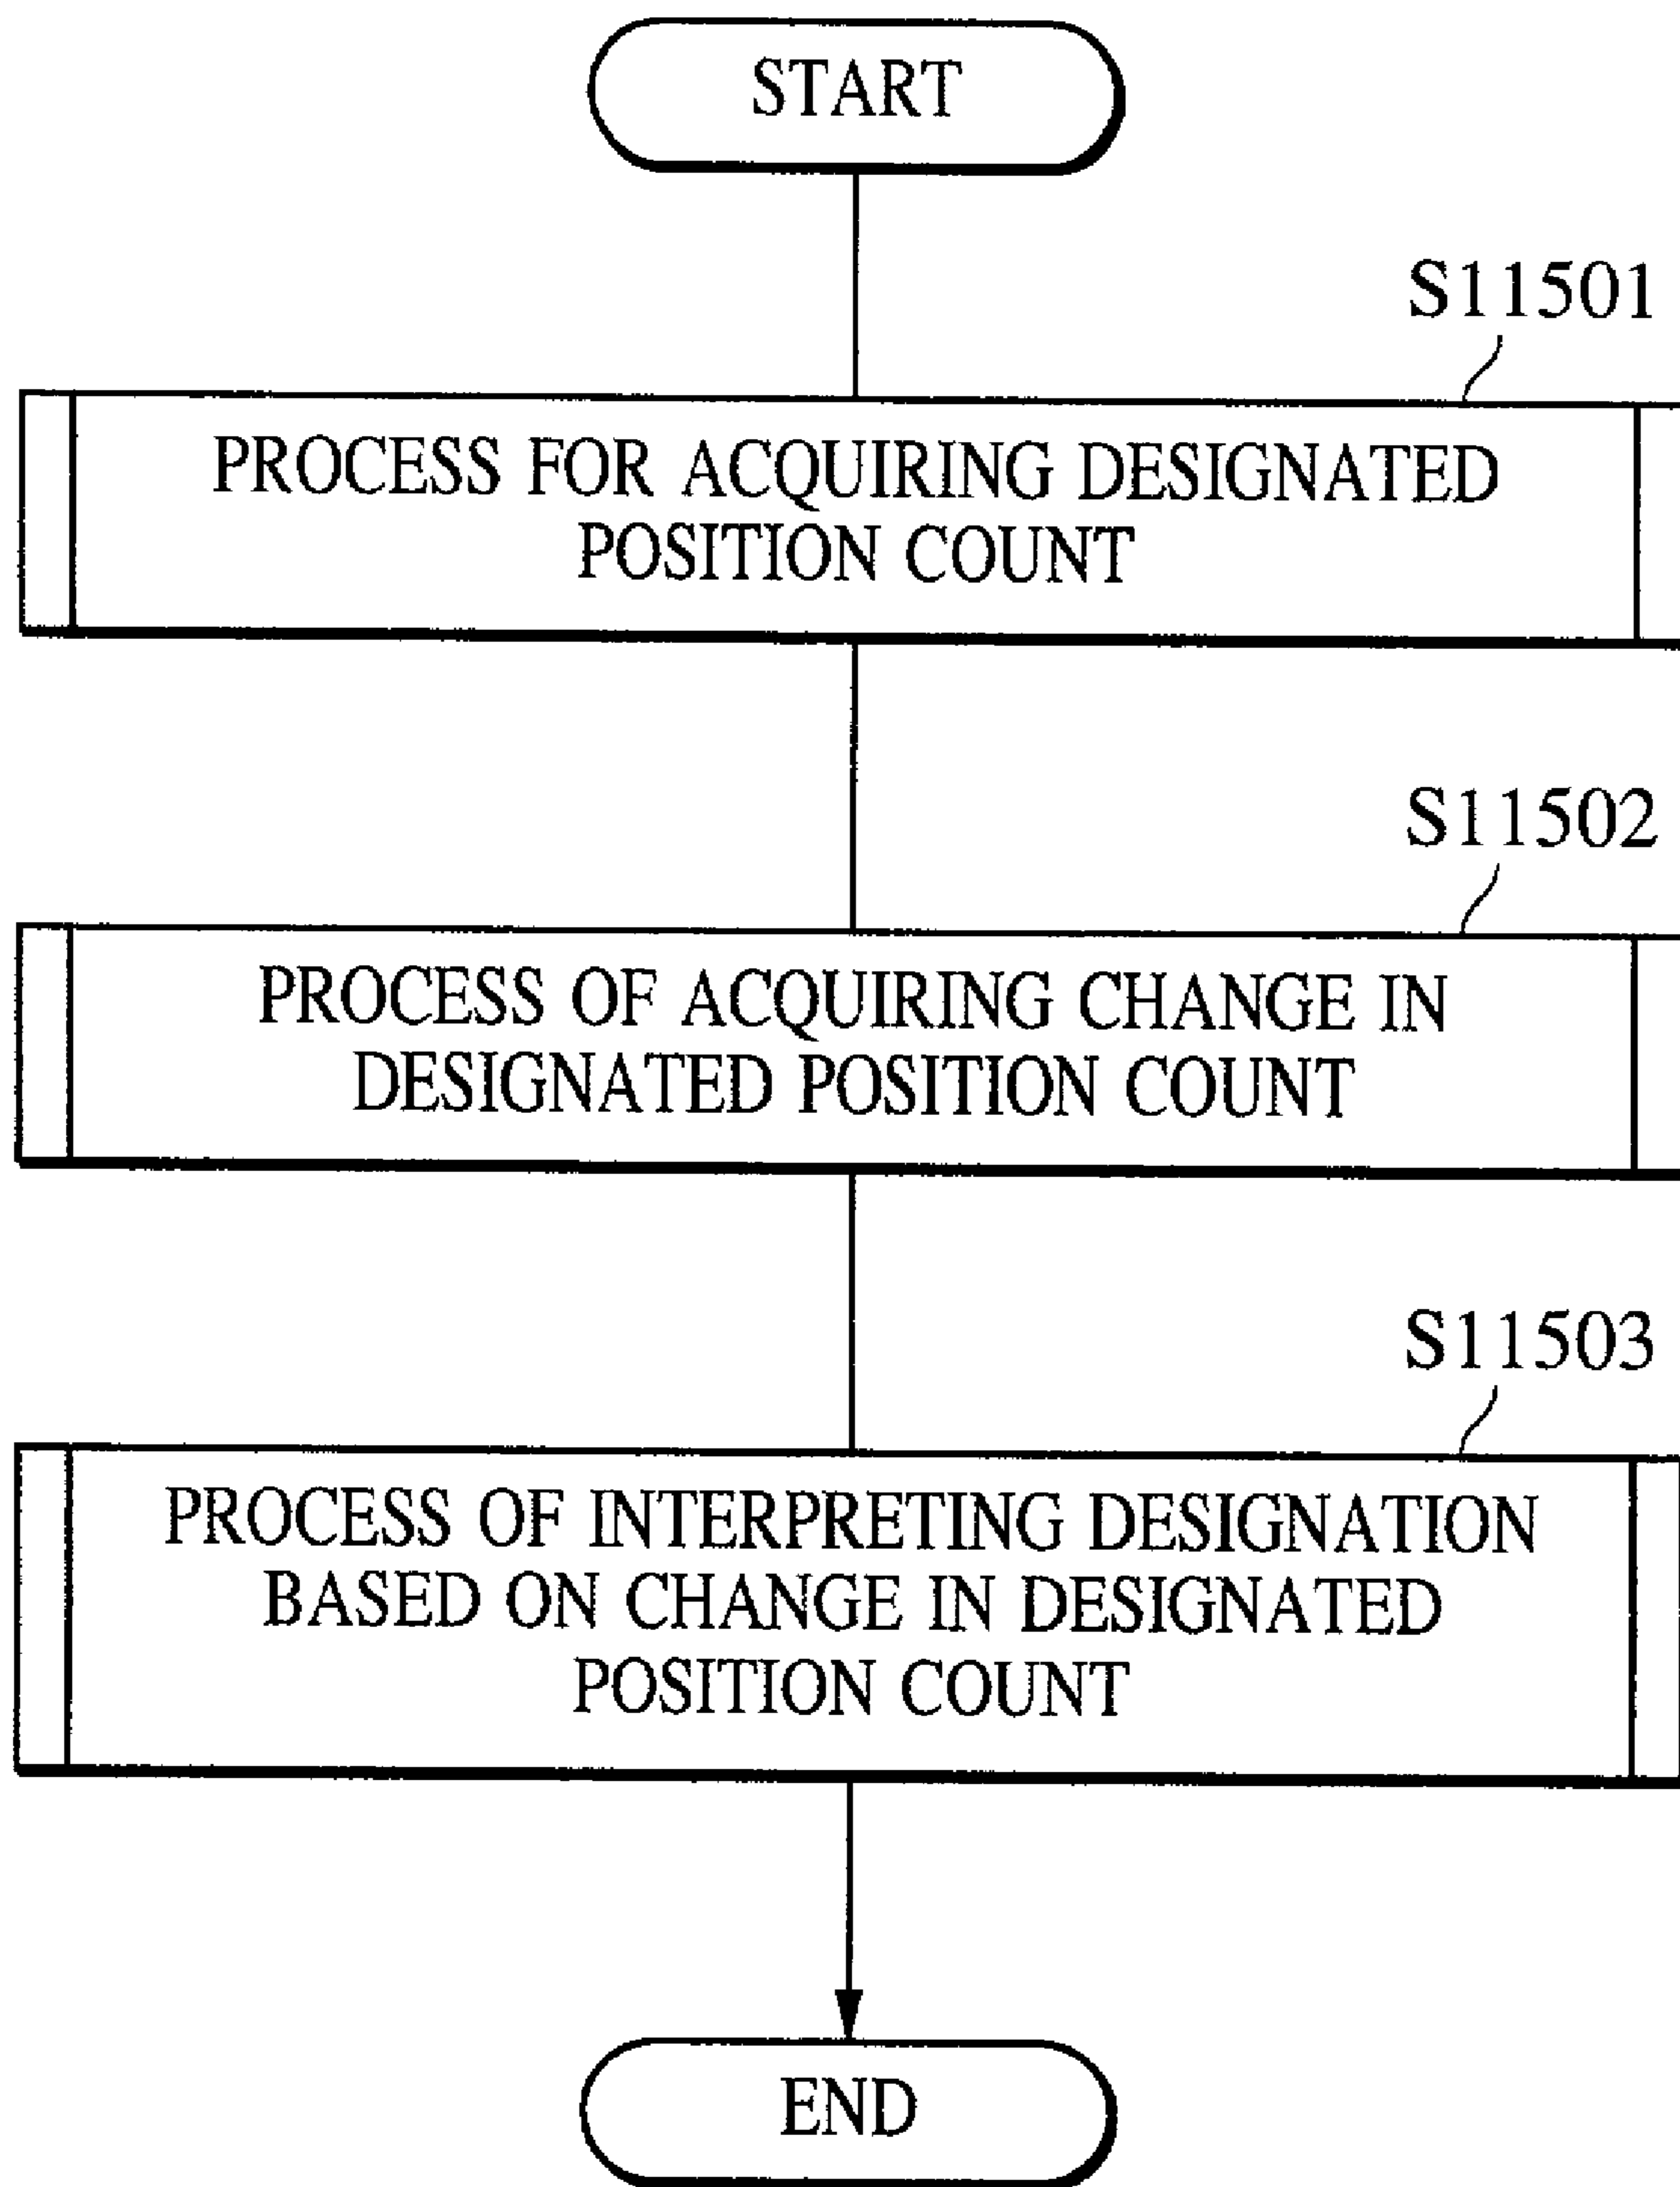 START
S11501
PROCESS FOR ACQUIRING DESIGNATED
POSITION COUNT
S11502
PROCESS OF ACQUIRING CHANGE IN
DESIGNATED POSITION COUNT
S11503
PROCESS OF INTERPRETING DESIGNATION
BASED ON CHANGE IN DESIGNATED
POSITION COUNT
END